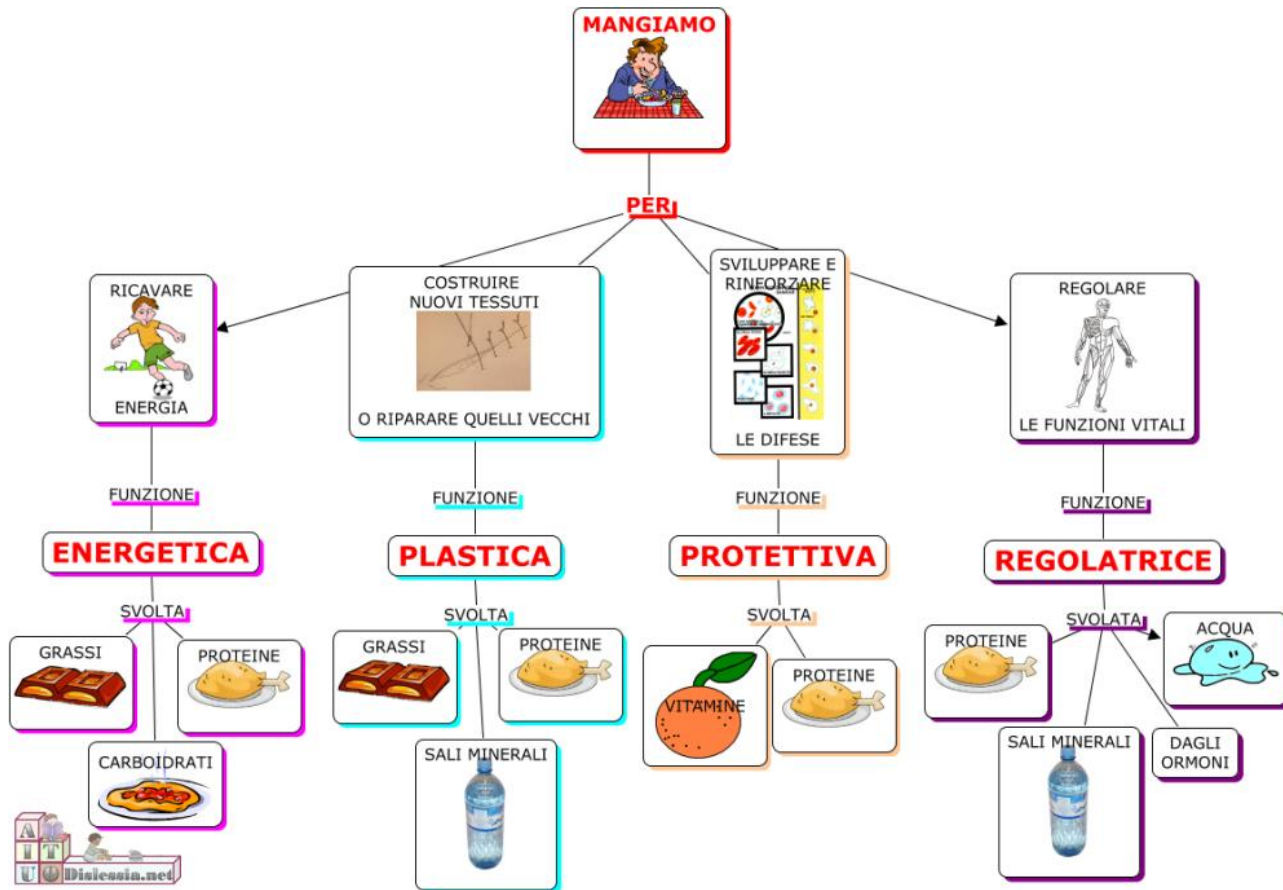 MANGIAMO
PER
RICAVARE
ENERGIA
COSTRUIRE
NUOVI TESSUTI
O RIPARARE QUELLI VECCHI
SVILUPPARE E
RINFORZARE
LE DIFESE
REGOLARE
LE FUNZIONI VITALI
FUNZIONE
FUNZIONE
FUNZIONE
FUNZIONE
ENERGETICA
PLASTICA
PROTETTIVA
REGOLATRICE
SVOLTA
SVOLTA
SVOLTA
SVOLATA
GRASSI
PROTEINE
CARBOIDRATI
GRASSI
PROTEINE
SALI MINERALI
VITAMINE
PROTEINE
PROTEINE
ACQUA
SALI MINERALI
DAGLI
ORMONI
AIUTO
Dislessia.net